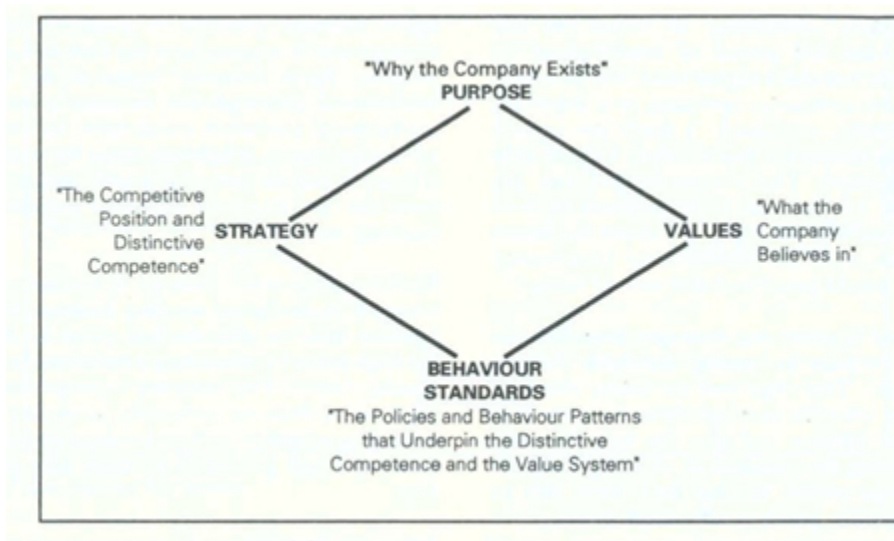 "Why the Company Exists"
PURPOSE
"The Competitive
Position and
Distinctive
Competence"
STRATEGY
VALUES
"What the
Company
Believes in"
BEHAVIOUR
STANDARDS
"The Policies and Behaviour Patterns
that Underpin the Distinctive
Competence and the Value System"